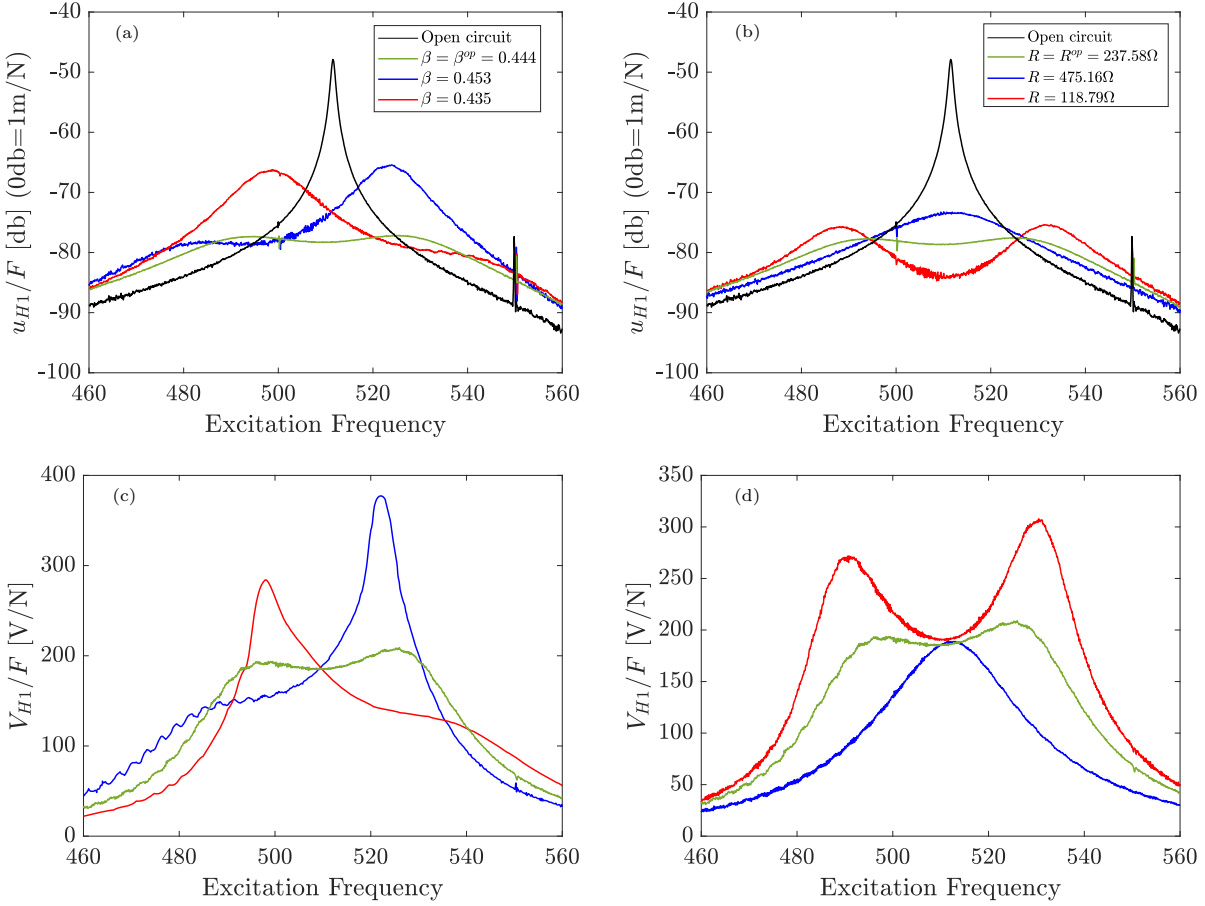 (a)
Open circuit
β = β^op = 0.444
β = 0.453
β = 0.435
-40
-50
-60
-70
-80
-90
-100
u_H1/F [db] (0db=1m/N)
460 480 500 520 540 560
Excitation Frequency
(b)
Open circuit
R = R^op = 237.58Ω
R = 475.16Ω
R = 118.79Ω
-40
-50
-60
-70
-80
-90
-100
u_H1/F [db] (0db=1m/N)
460 480 500 520 540 560
Excitation Frequency
(c)
400
300
200
100
0
V_H1/F [V/N]
460 480 500 520 540 560
Excitation Frequency
(d)
350
300
250
200
150
100
50
0
V_H1/F [V/N]
460 480 500 520 540 560
Excitation Frequency